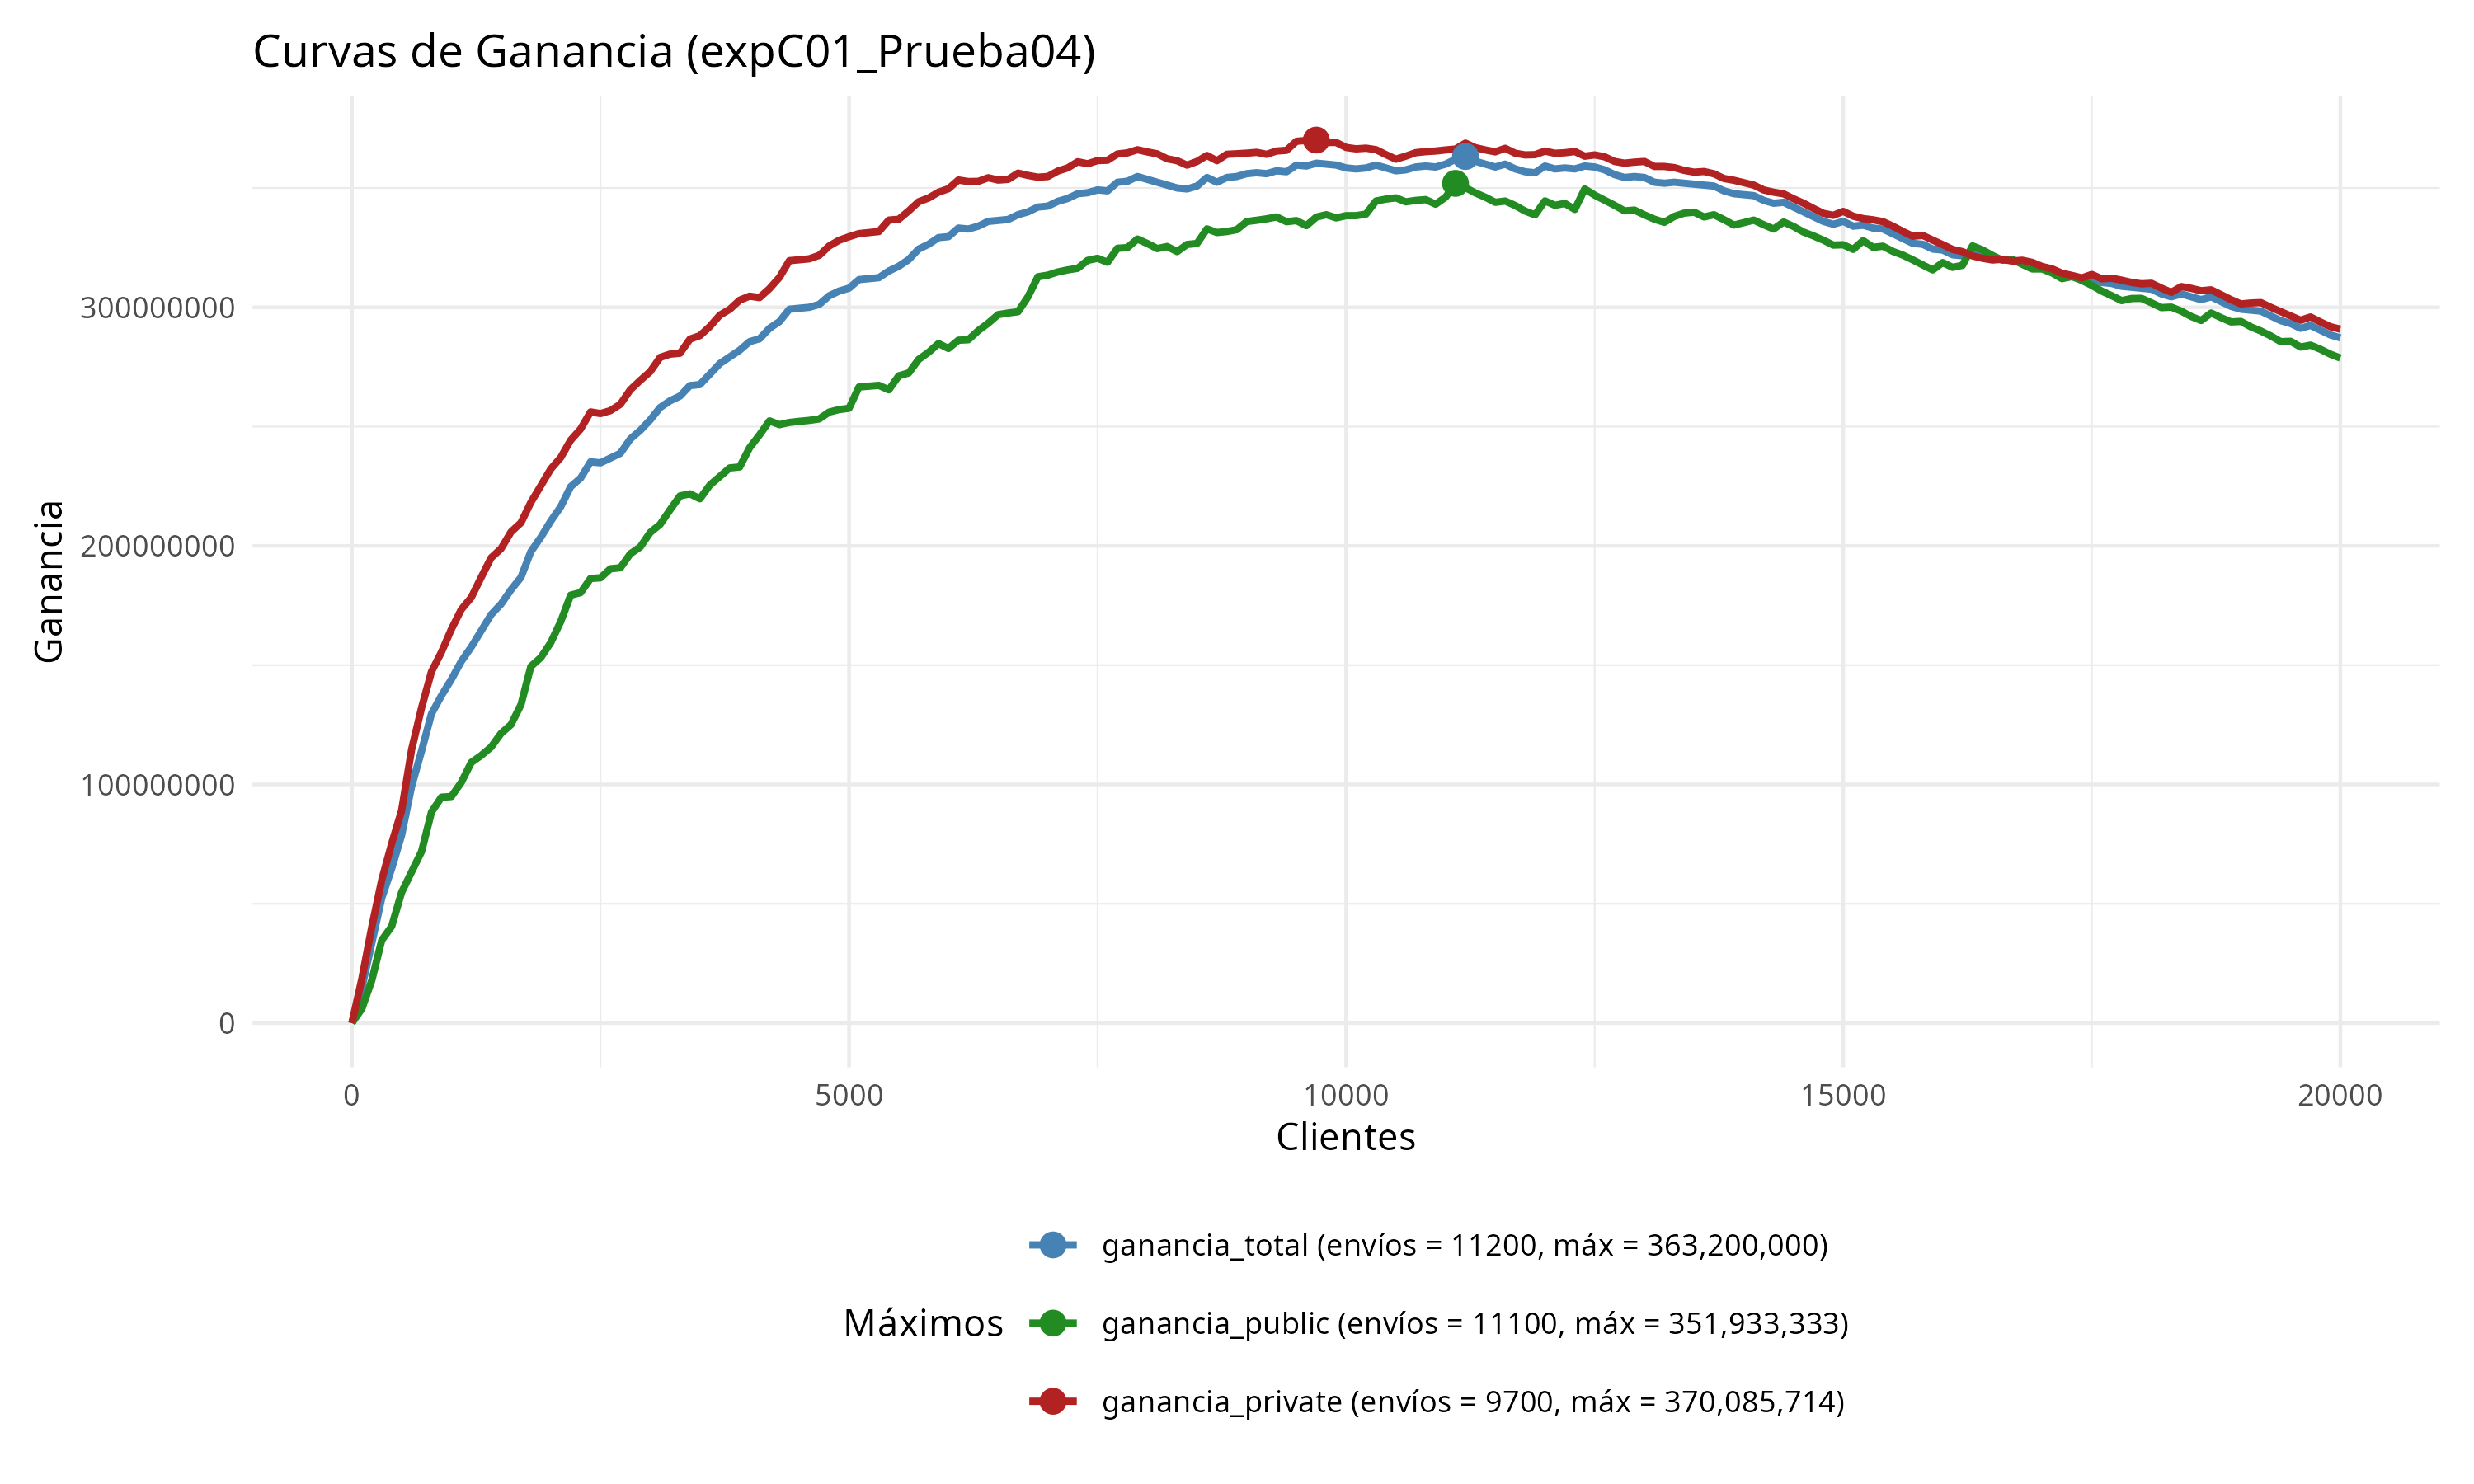 Curvas de Ganancia (expC01_Prueba04)
Ganancia
300000000
200000000
100000000
0
0 5000 10000 15000 20000
Clientes
Máximos
ganancia_total (envíos = 11200, máx = 363,200,000)
ganancia_public (envíos = 11100, máx = 351,933,333)
ganancia_private (envíos = 9700, máx = 370,085,714)